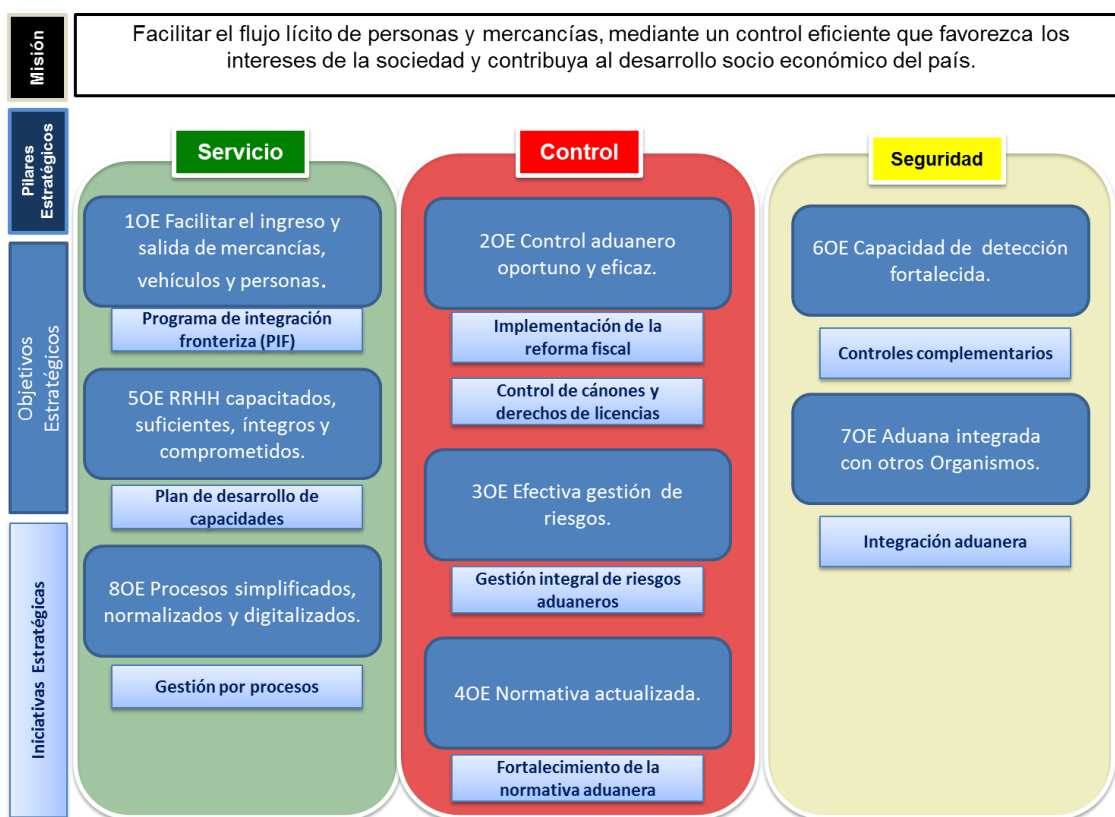 Misión
Facilitar el flujo lícito de personas y mercancías, mediante un control eficiente que favorezca los
intereses de la sociedad y contribuya al desarrollo socio económico del país.
Pilares
Estratégicos
Objetivos
Estratégicos
Iniciativas Estratégicas
Servicio
1OE Facilitar el ingreso y
salida de mercancías,
vehículos y personas.
Programa de integración
fronteriza (PIF)
5OE RRHH capacitados,
suficientes, íntegros y
comprometidos.
Plan de desarrollo de
capacidades
8OE Procesos simplificados,
normalizados y digitalizados.
Gestión por procesos
Control
2OE Control aduanero
oportuno y eficaz.
Implementación de la
reforma fiscal
Control de cánones y
derechos de licencias
3OE Efectiva gestión de
riesgos.
Gestión integral de riesgos
aduaneros
4OE Normativa actualizada.
Fortalecimiento de la
normativa aduanera
Seguridad
6OE Capacidad de detección
fortalecida.
Controles complementarios
7OE Aduana integrada
con otros Organismos.
Integración aduanera